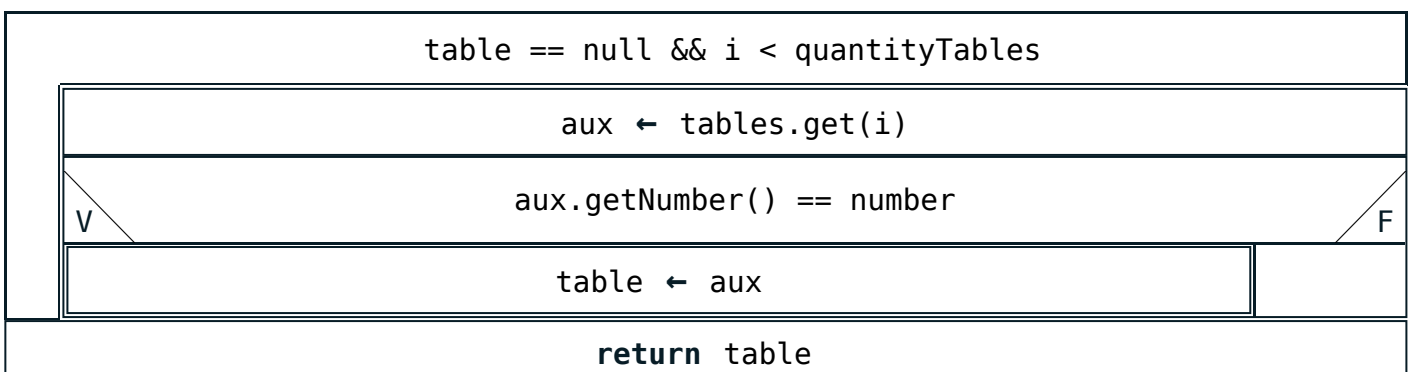 table == null && i < quantityTables
aux ← tables.get(i)
aux.getNumber() == number
V
F
table ← aux
return table